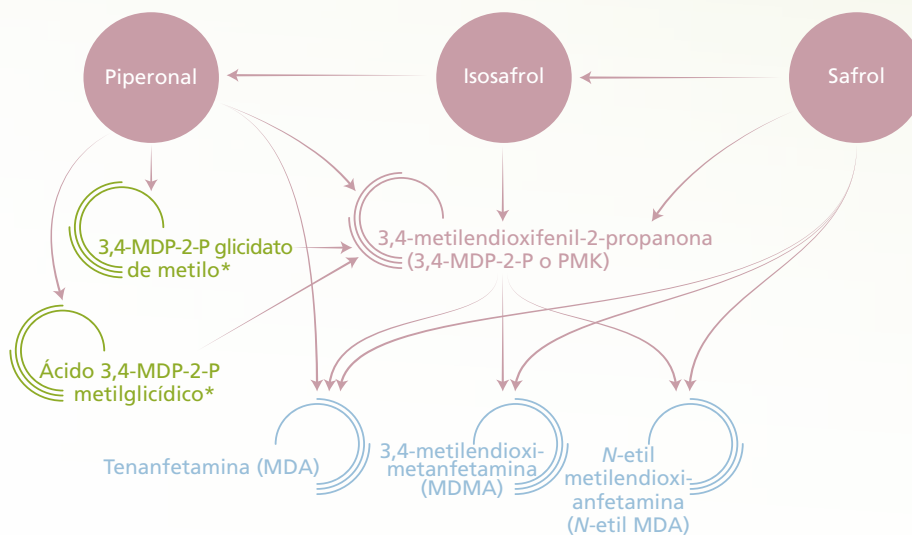 Piperonal
Isosafrol
Safrol
3,4-MDP-2-P glicidato
de metilo*
3,4-metilendioxifenil-2-propanona
(3,4-MDP-2-P o PMK)
Ácido 3,4-MDP-2-P
metilglicídico*
Tenanfetamina (MDA)
3,4-metilendioxi-
metanfetamina
(MDMA)
N-etil
metilendioxi-
anfetamina
(N-etil MDA)